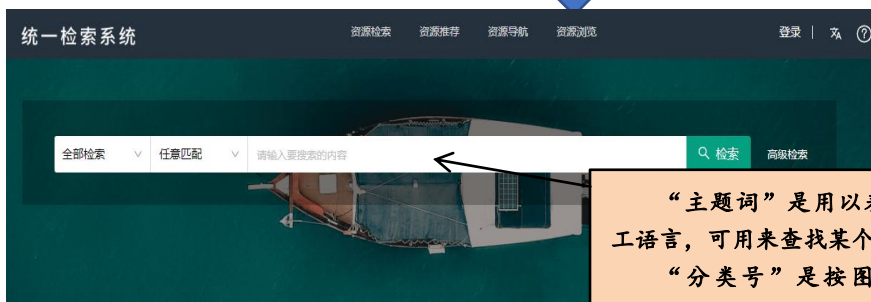 统一检索系统 资源检索 资源推荐 资源导航 资源浏览 登录
全部检索 任意匹配 请输入要搜索的内容 检索 高级检索
“主题词”是用以
工语言，可用来查找某个
“分类号”是按图